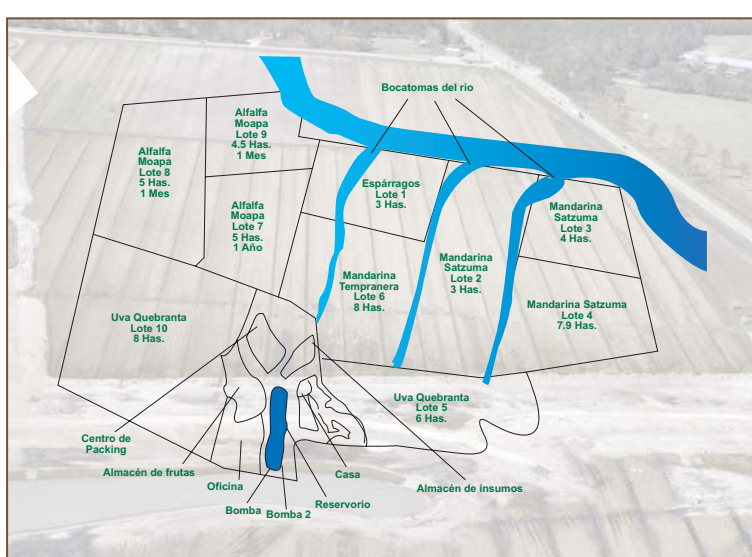 Bocatomas del río
Alfalfa
Moapa
Lote 9
4.5 Has.
1 Mes
Alfalfa
Moapa
Lote 8
5 Has.
1 Mes
Espárragos
Lote 1
3 Has.
Alfalfa
Moapa
Lote 7
5 Has.
1 Año
Mandarina
Satzuma
Lote 3
4 Has.
Mandarina
Satzuma
Lote 2
3 Has.
Mandarina
Tempranera
Lote 6
8 Has.
Mandarina Satzuma
Lote 4
7.9 Has.
Uva Quebranta
Lote 10
8 Has.
Uva Quebranta
Lote 5
6 Has.
Centro de
Packing
Almacén de frutas
Oficina
Bomba
Bomba 2
Reservorio
Casa
Almacén de insumos